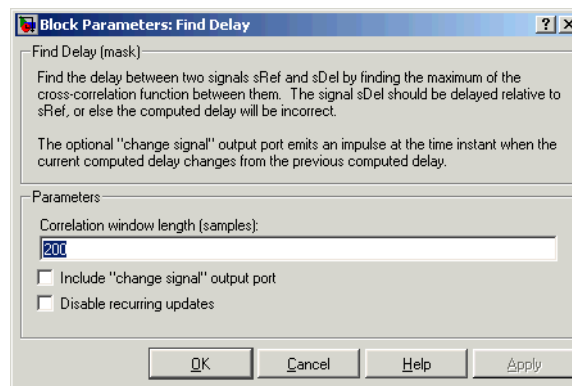 Block Parameters: Find Delay
Find Delay (mask)
Find the delay between two signals sRef and sDel by finding the maximum of the
cross-correlation function between them. The signal sDel should be delayed relative to
sRef, or else the computed delay will be incorrect.
The optional "change signal" output port emits an impulse at the time instant when the
current computed delay changes from the previous computed delay.
Parameters
Correlation window length (samples):
200
Include "change signal" output port
Disable recurring updates
OK
Cancel
Help
Apply